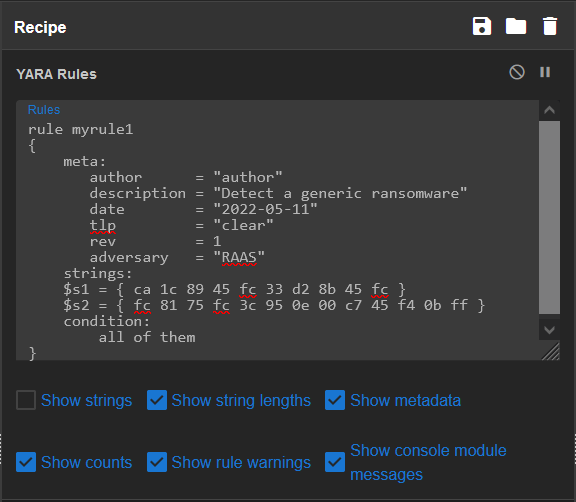 Recipe
YARA Rules
Rules
rule myrule1
{
    meta:
       author      = "author"
       description = "Detect a generic ransomware"
       date        = "2022-05-11"
       tlp         = "clear"
       rev         = 1
       adversary   = "RAAS"
    strings:
    $s1 = { ca 1c 89 45 fc 33 d2 8b 45 fc }
    $s2 = { fc 81 75 fc 3c 95 0e 00 c7 45 f4 0b ff }
    condition:
        all of them
}
Show strings
Show string lengths
Show metadata
Show counts
Show rule warnings
Show console module
messages